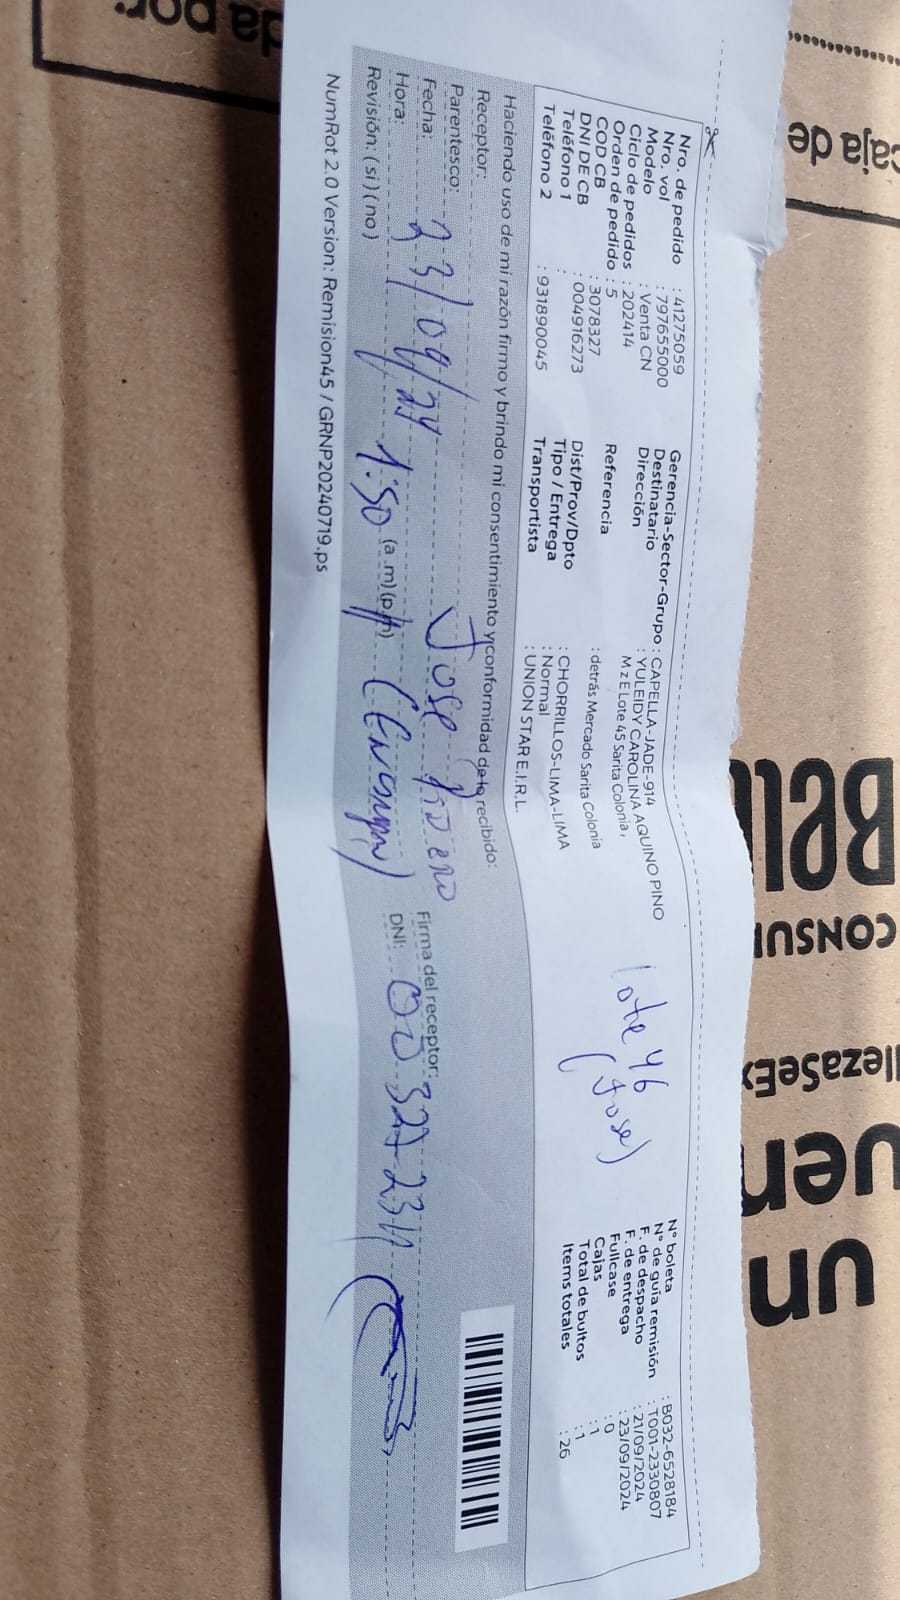 Nro. de pedido : 41275059
Nro. vol : 797655000
Modelo : Venta CN
Ciclo de pedidos : 202414
Orden de pedido : 5
COD CB : 3078327
DNI DE CB : 004916273
Teléfono 1 :
Teléfono 2 : 931890045
Gerencia-Sector-Grupo : CAPELLA-JADE-914
Destinatario : YULEIDY CAROLINA AQUINO PINO
Dirección Mz E Lote 45 Sarita Colonia,
Referencia : detrás Mercado Sarita Colonia
Dist/Prov/Dpto : CHORRILLOS-LIMA-LIMA
Tipo / Entrega : Normal
Transportista : UNION STAR E.I.R.L.
lote 46
(Jose)
N° boleta : B032-6528184
N° de guía remisión : T001-2330807
F. de despacho : 21/09/2024
F. de entrega : 23/09/2024
Fullcase : 0
Cajas : 1
Total de bultos : 1
Items totales : 26
Haciendo uso de mi razón firmo y brindo mi consentimiento y conformidad de lo recibido:
Receptor: Jose
Parentesco:
Fecha: 23/09/24
Hora: 1:50 (a.m)(p.m)
Revisión: (si) (no)
Firma del receptor:
DNI:
NumRot 2.0 Version: Remision45 / GRNP20240719.ps
da por:
caja de
Bel
CONSU
llezaSeEx
uen
un